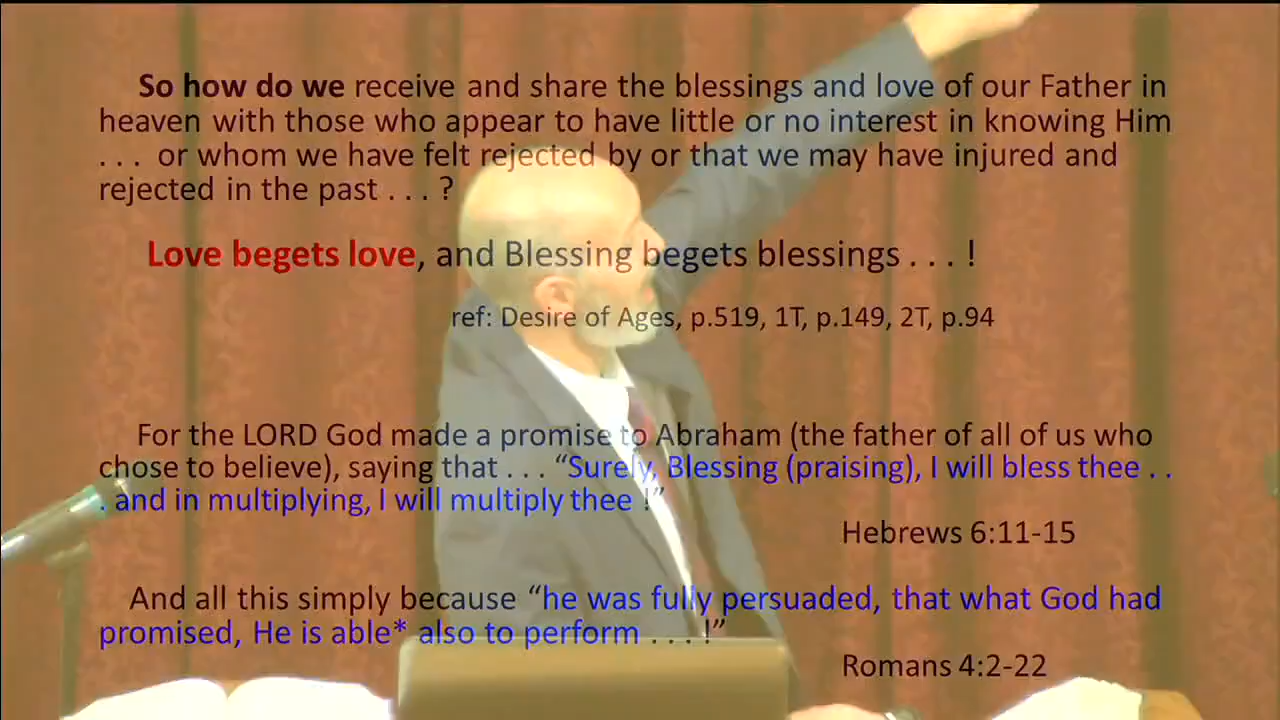 So how do we receive and share the blessings and love of our Father in
heaven with those who appear to have little or no interest in knowing Him
. . . or whom we have felt rejected by or that we may have injured and
rejected in the past . . . ?
Love begets love, and Blessing begets blessings . . . !
ref: Desire of Ages, p.519, 1T, p.149, 2T, p.94
For the LORD God made a promise to Abraham (the father of all of us who
chose to believe), saying that . . . “Surely, Blessing (praising), I will bless thee . .
. and in multiplying, I will multiply thee !”
Hebrews 6:11-15
And all this simply because “he was fully persuaded, that what God had
promised, He is able* also to perform . . . !”
Romans 4:2-22